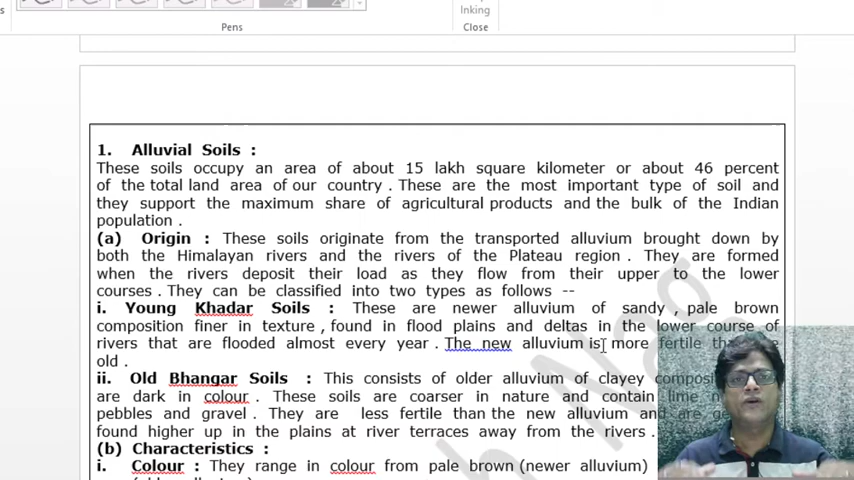 s
Pens
Inking
Close
1. Alluvial Soils :
These soils occupy an area of about 15 lakh square kilometer or about 46 percent
of the total land area of our country . These are the most important type of soil and
they support the maximum share of agricultural products and the bulk of the Indian
population .
(a) Origin : These soils originate from the transported alluvium brought down by
both the Himalayan rivers and the rivers of the Plateau region . They are formed
when the rivers deposit their load as they flow from their upper to the lower
courses . They can be classified into two types as follows --
i. Young Khadar Soils : These are newer alluvium of sandy , pale brown
composition finer in texture , found in flood plains and deltas in the lower course of
rivers that are flooded almost every year . The new alluvium is more fertile
old .
ii. Old Bhangar Soils : This consists of older alluvium of clayey
are dark in colour . These soils are coarser in nature and contain lime
pebbles and gravel . They are less fertile than the new alluvium and are
found higher up in the plains at river terraces away from the rivers .
(b) Characteristics :
i. Colour : They range in colour from pale brown (newer alluvium)